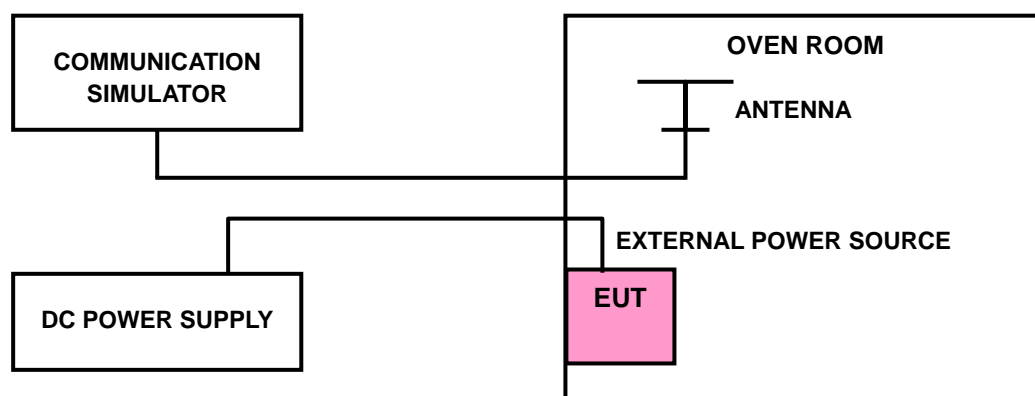 COMMUNICATION
SIMULATOR
OVEN ROOM
ANTENNA
EXTERNAL POWER SOURCE
DC POWER SUPPLY
EUT